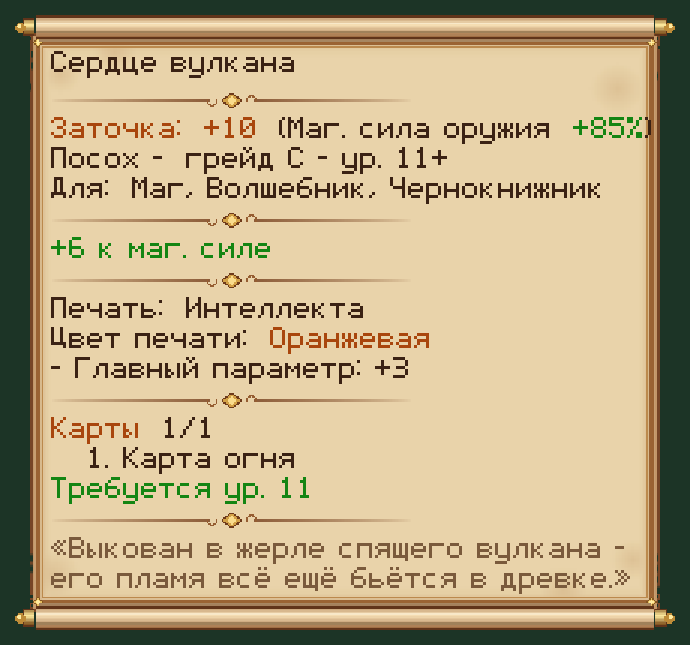 Сердце вулкана
Заточка: +10 (Маг. сила оружия +85%)
Посох - грейд С - ур. 11+
Для: Маг, Волшебник, Чернокнижник
+6 к маг. силе
Печать: Интеллекта
Цвет печати: Оранжевая
- Главный параметр: +3
Карты 1/1
1. Карта огня
Требуется ур. 11
«Выкован в жерле спящего вулкана -
его пламя всё ещё бьётся в древке.»